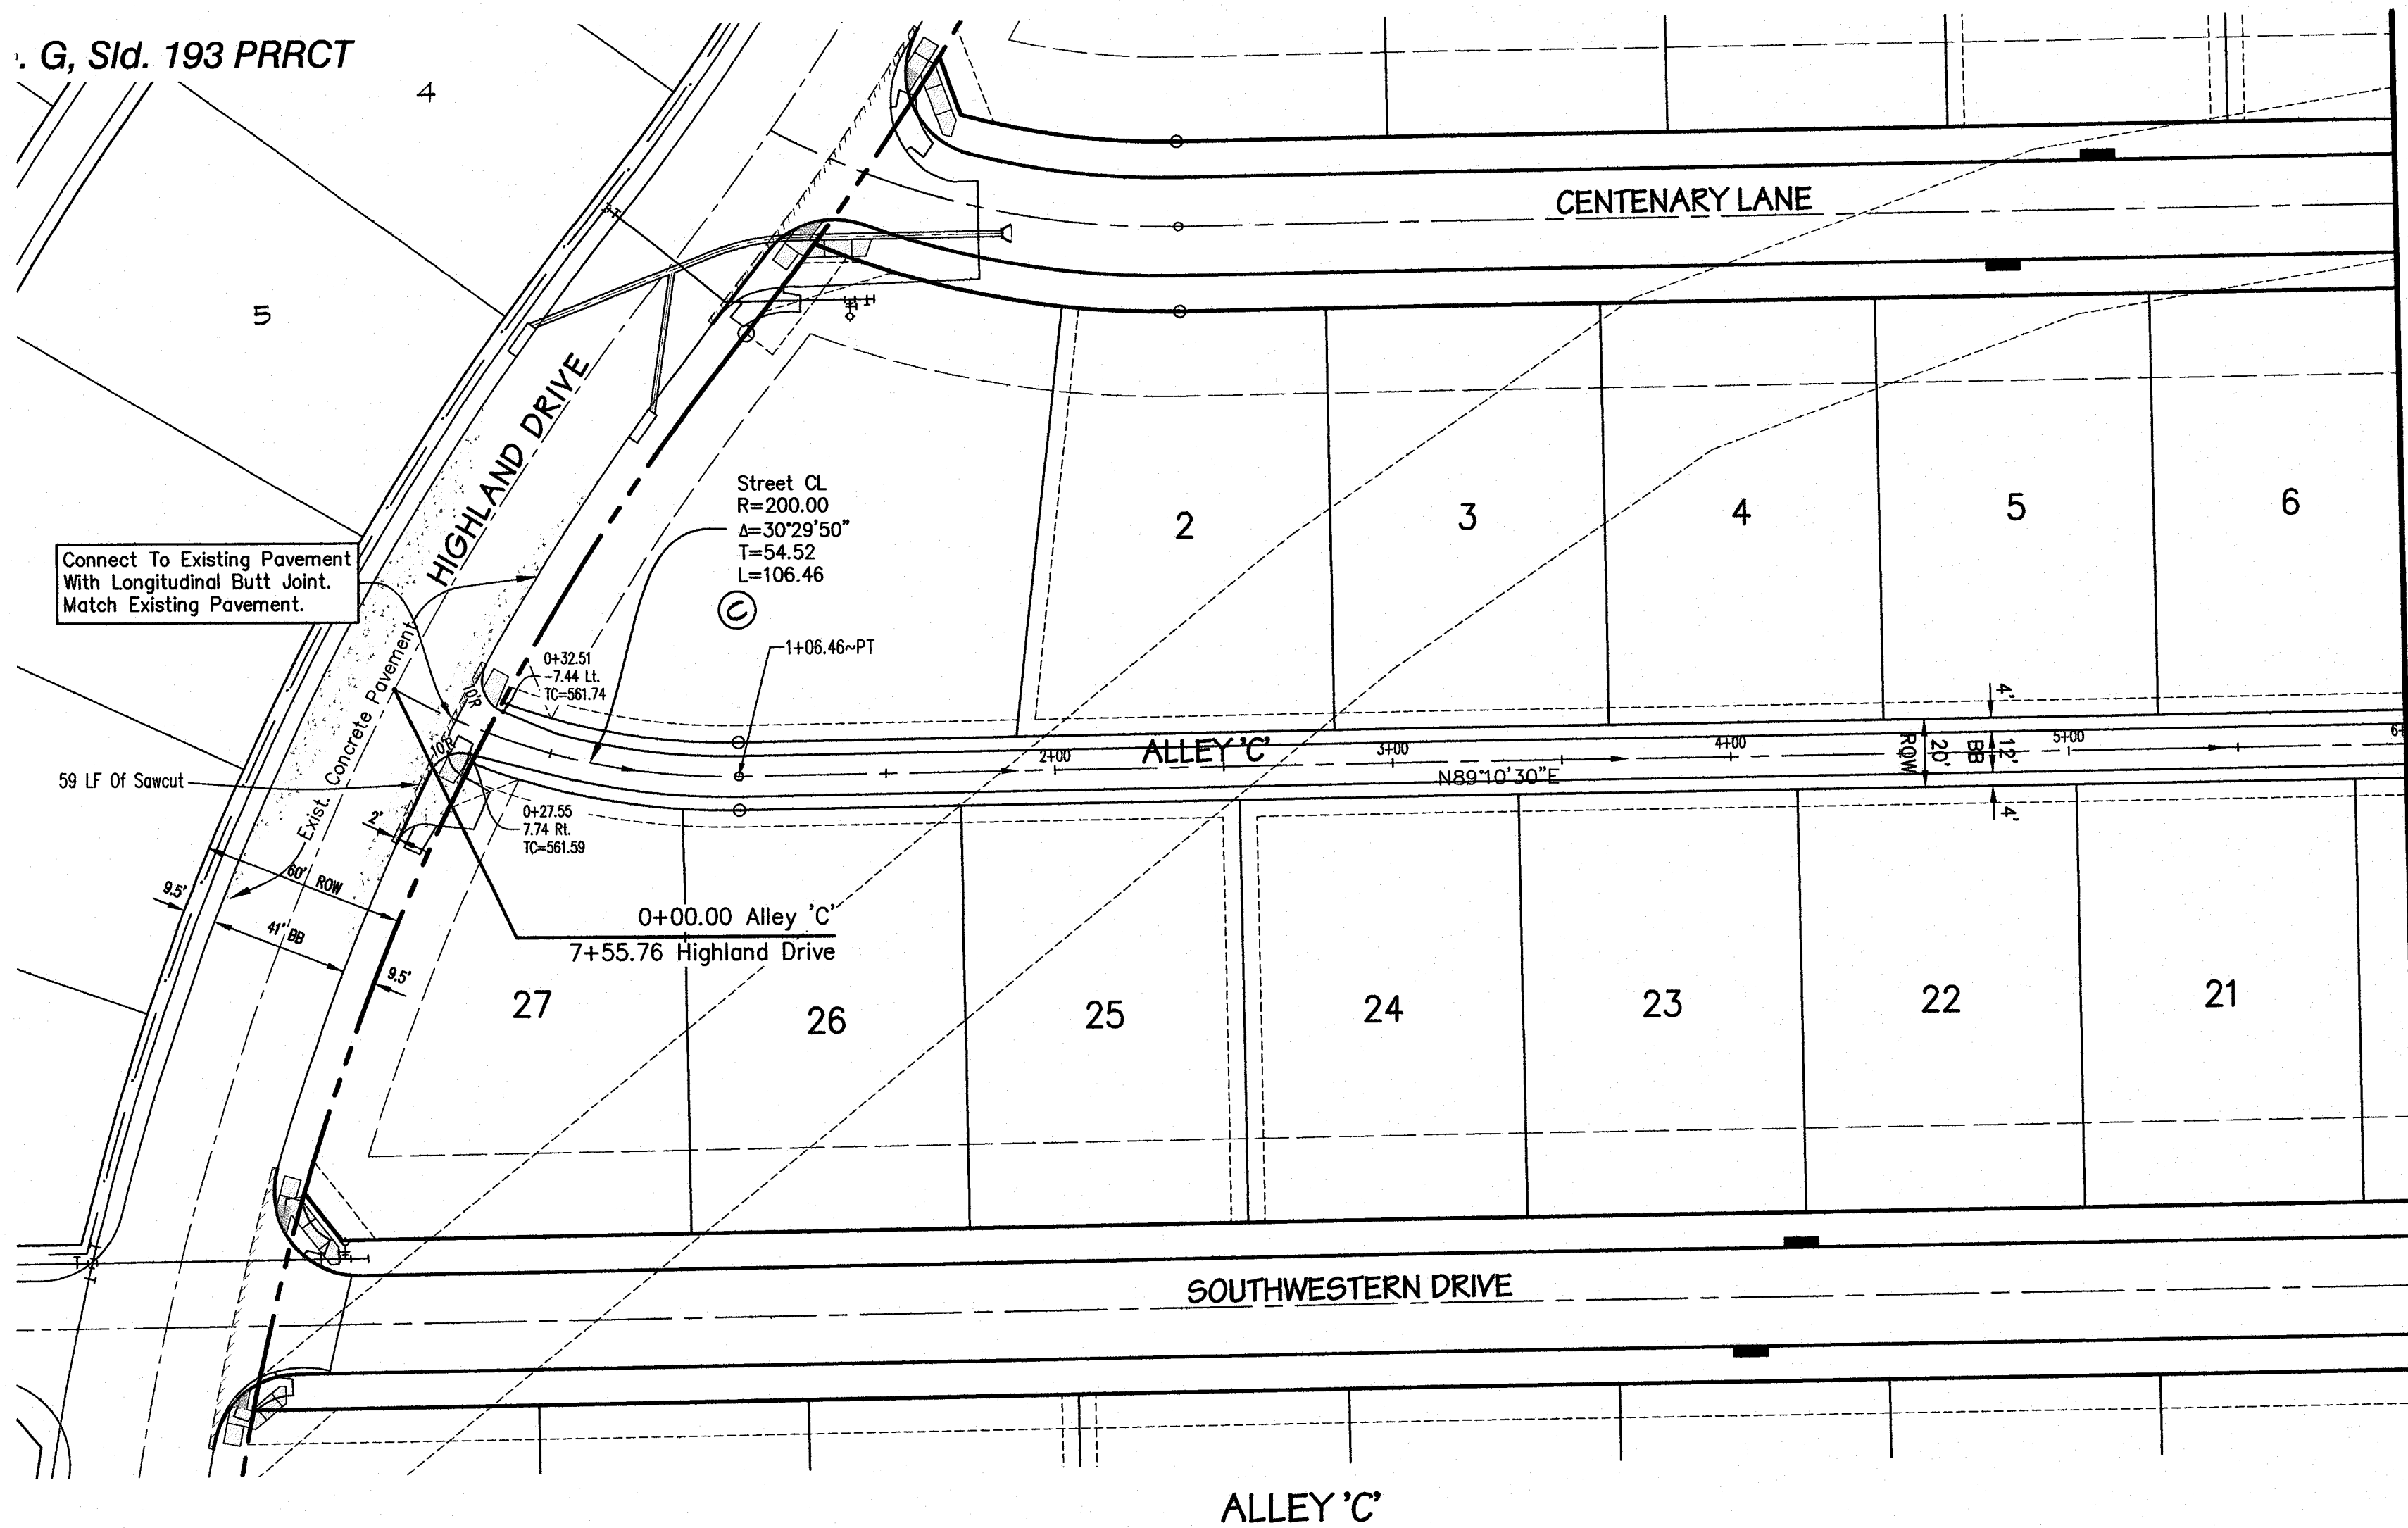 . G, Sld. 193 PRRCT
4
5
CENTENARY LANE
HIGHLAND DRIVE
Street CL
R=200.00
Δ=30°29'50"
T=54.52
L=106.46
C
2
3
4
5
6
Connect To Existing Pavement
With Longitudinal Butt Joint.
Match Existing Pavement.
Exist. Concrete Pavement
1+06.46~PT
0+32.51
-7.44 Lt.
TC=561.74
10'R
10'R
59 LF Of Sawcut
2'
0+27.55
7.74 Rt.
TC=561.59
ALLEY 'C'
2+00
3+00
4+00
5+00
6+
N89°10'30"E
ROW
20'
BB
12'
4'
4'
60' ROW
9.5'
41' BB
9.5'
0+00.00 Alley 'C'
7+55.76 Highland Drive
27
26
25
24
23
22
21
SOUTHWESTERN DRIVE
ALLEY 'C'